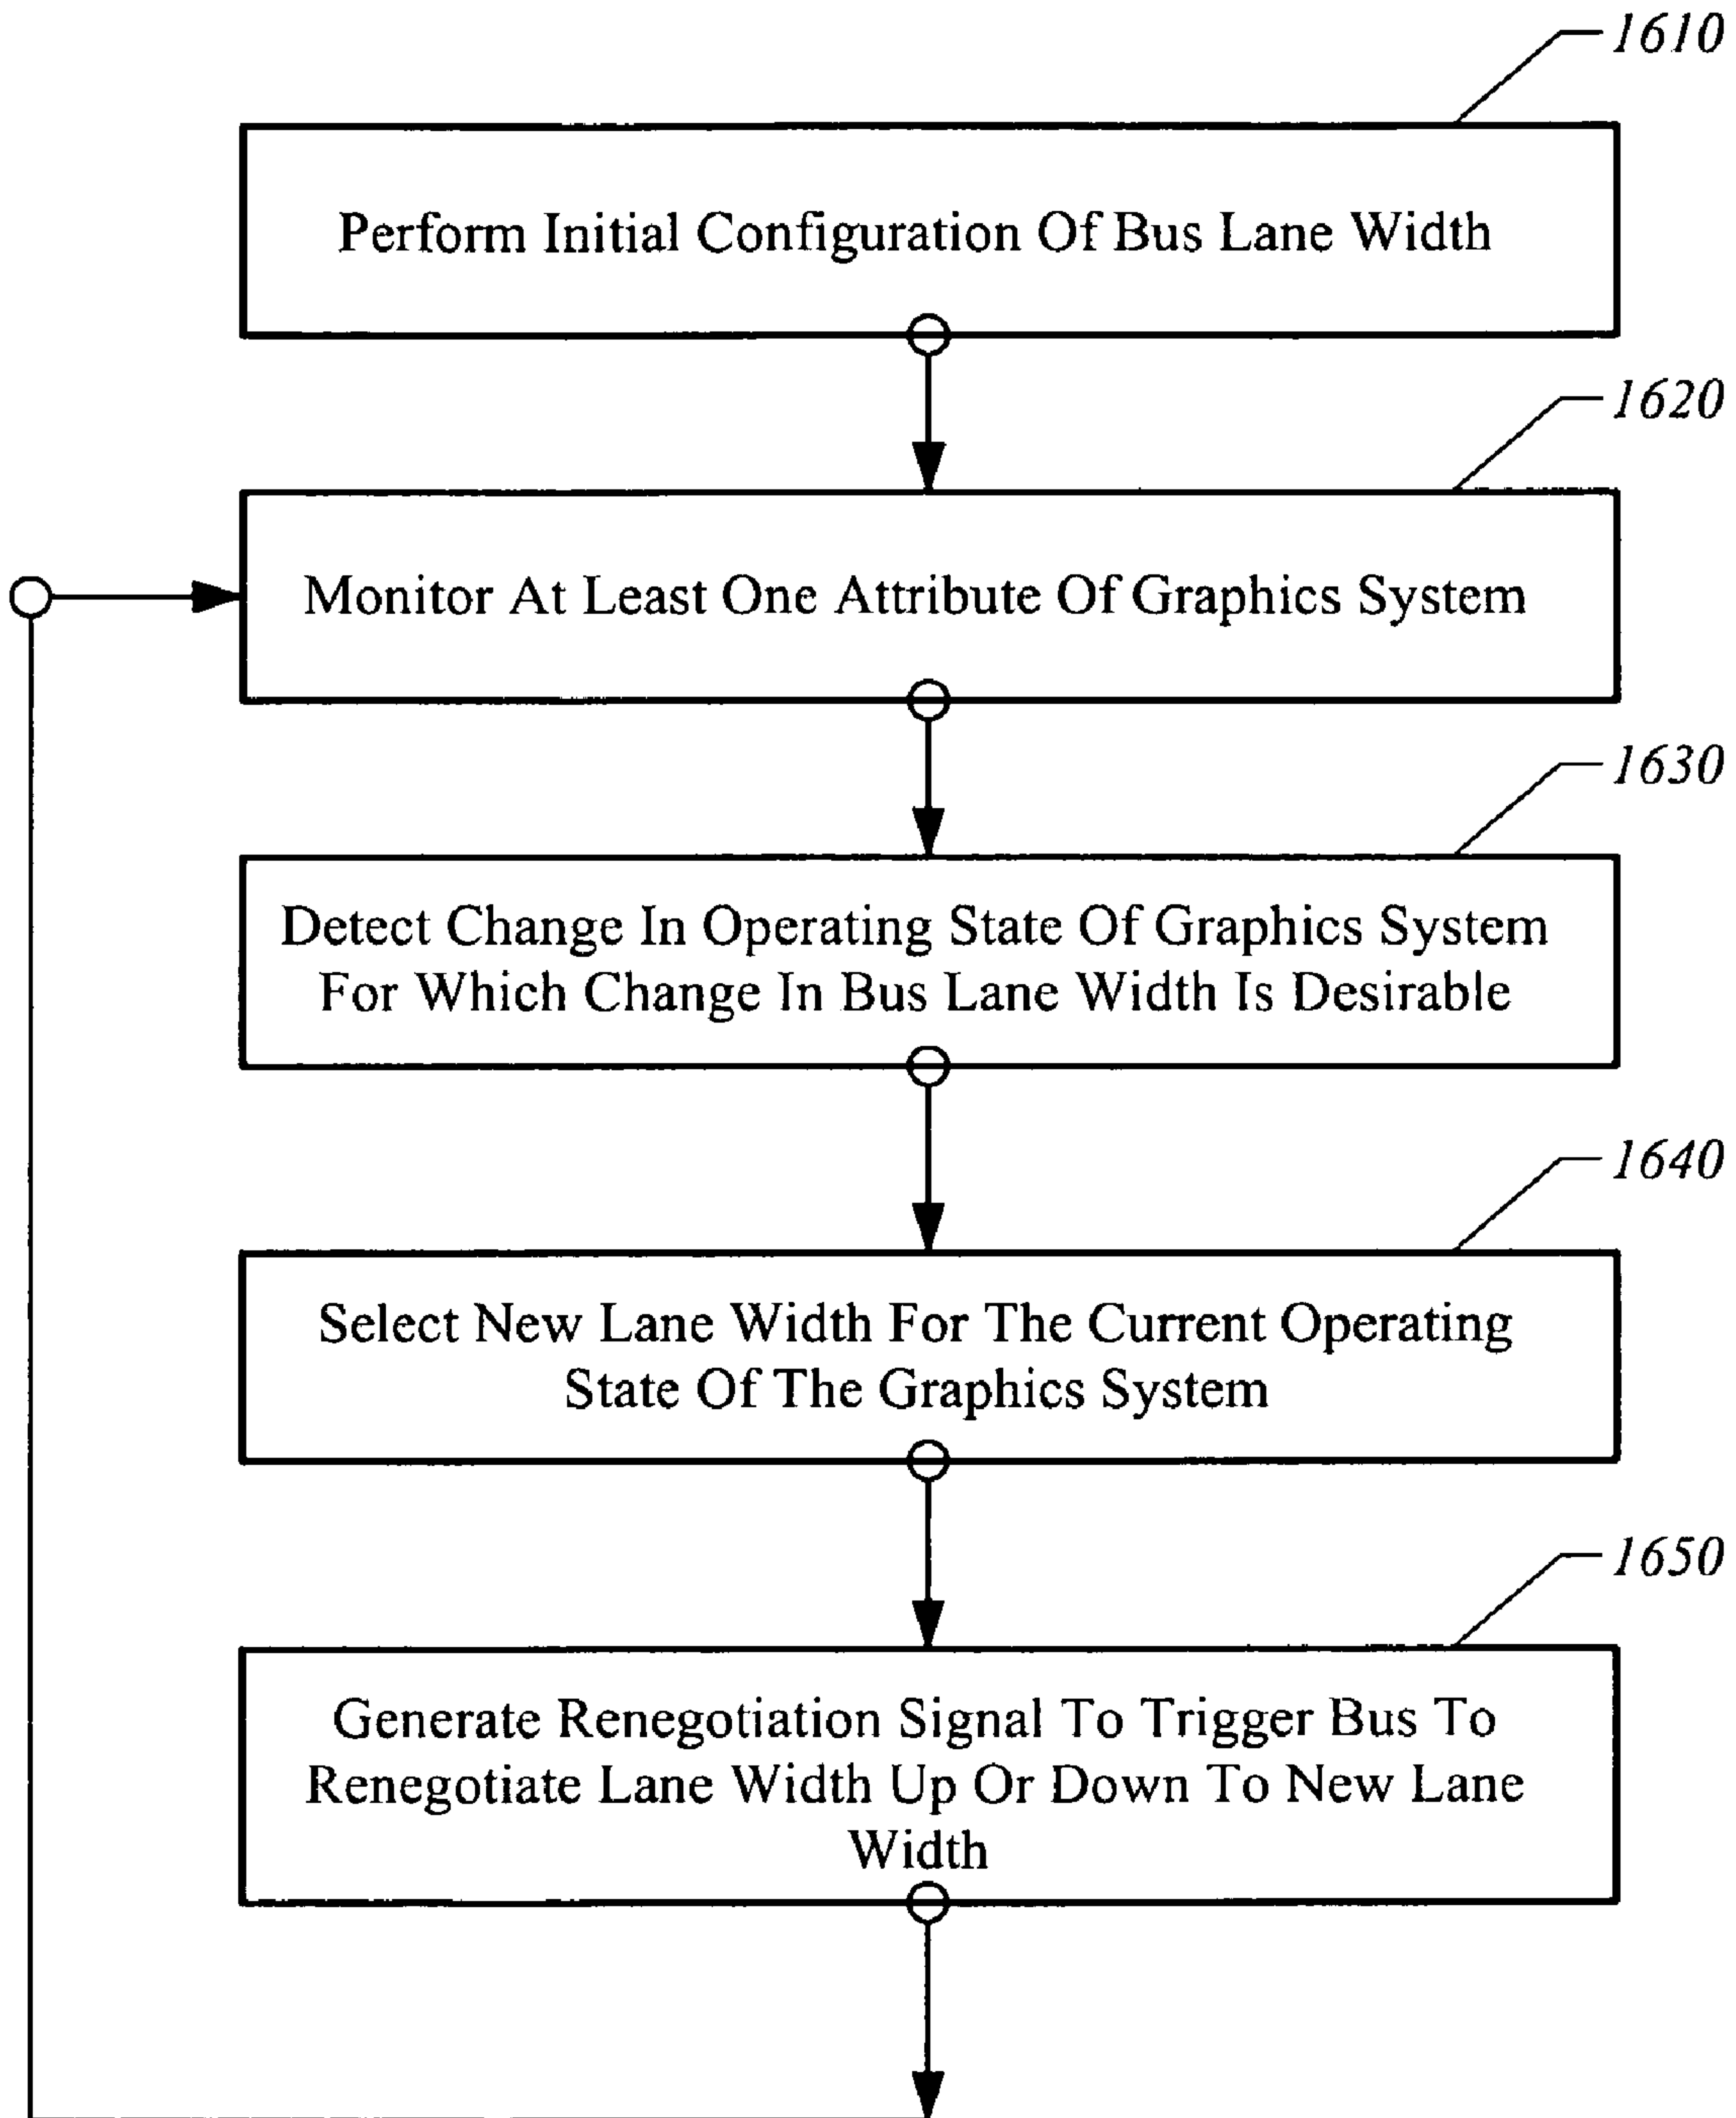 1610
Perform Initial Configuration Of Bus Lane Width
1620
Monitor At Least One Attribute Of Graphics System
1630
Detect Change In Operating State Of Graphics System
For Which Change In Bus Lane Width Is Desirable
1640
Select New Lane Width For The Current Operating
State Of The Graphics System
1650
Generate Renegotiation Signal To Trigger Bus To
Renegotiate Lane Width Up Or Down To New Lane
Width